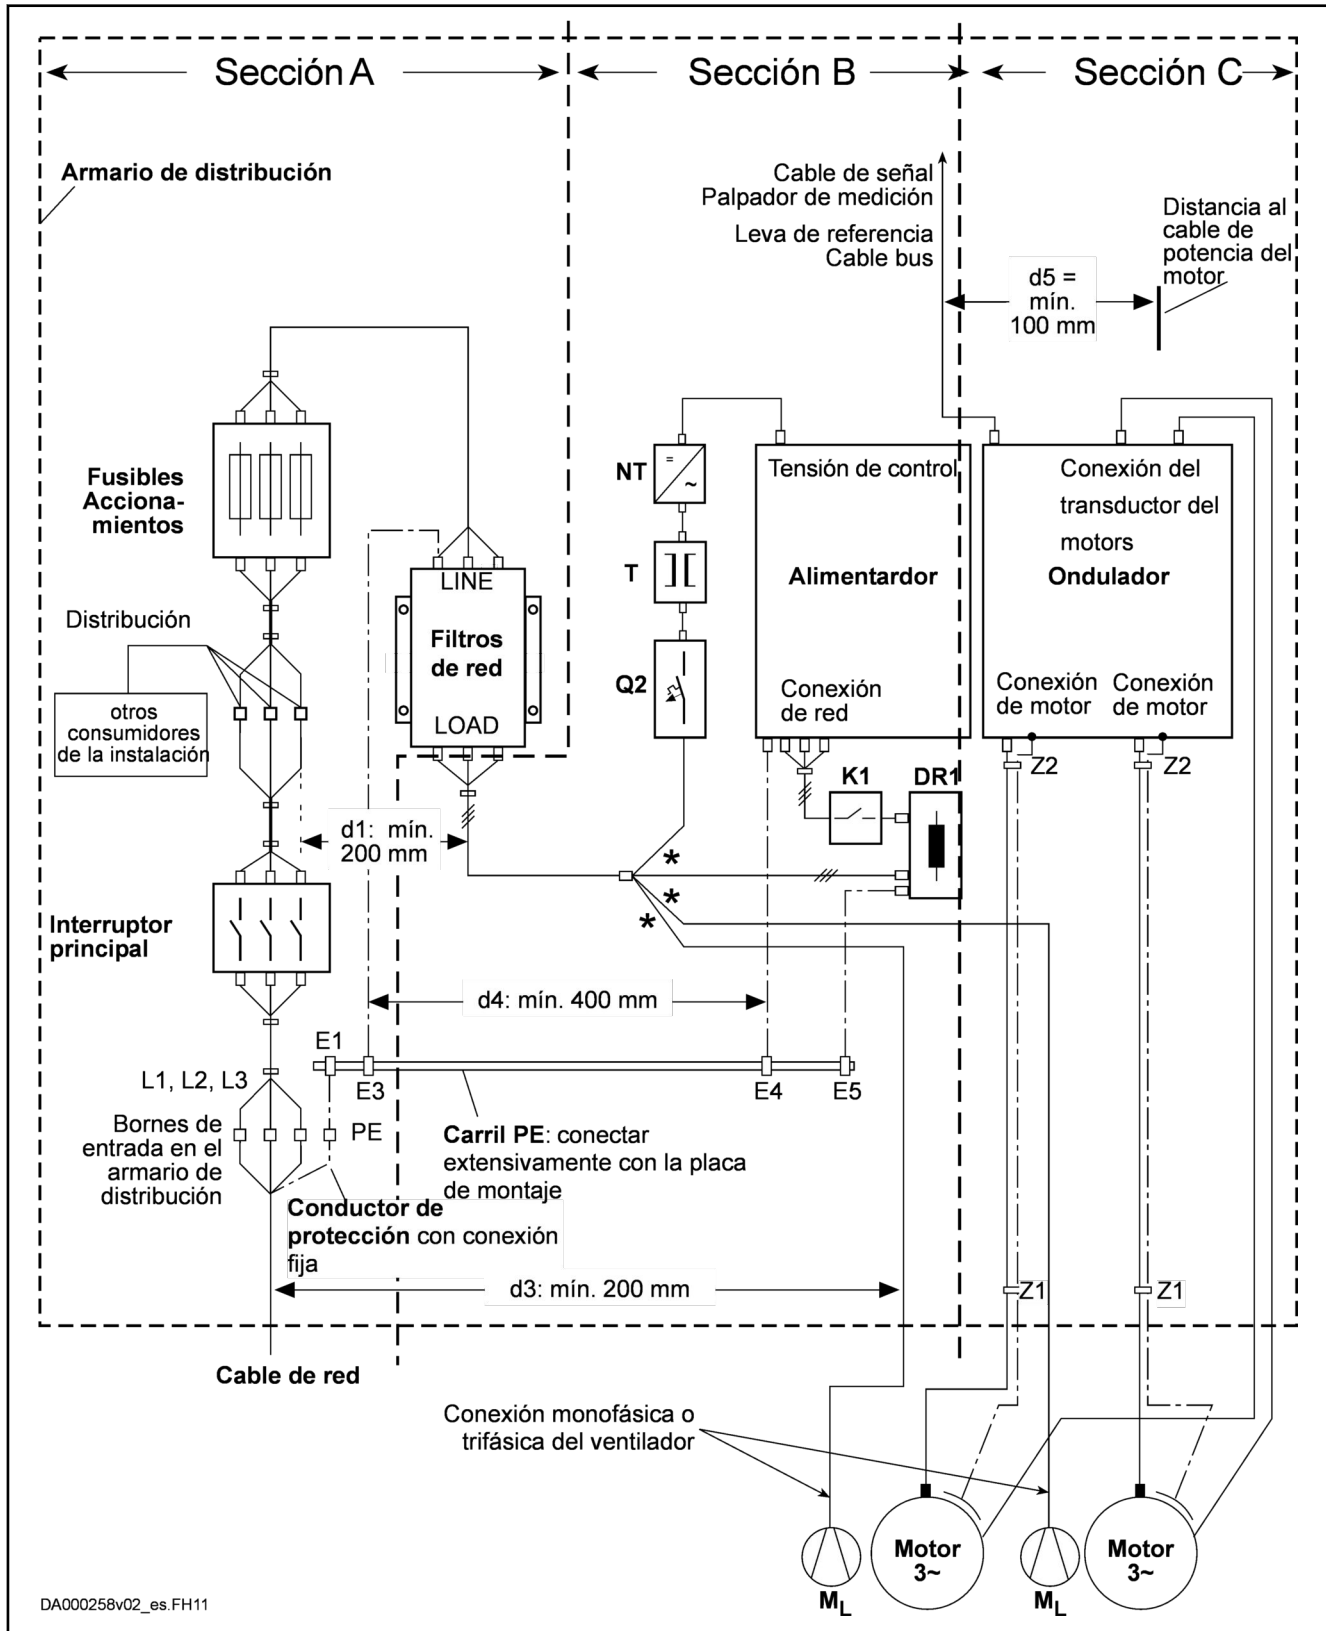 Sección A
Sección B
Sección C
Armario de distribución
Cable de señal
Palpador de medición
Leva de referencia
Cable bus
Distancia al
cable de
potencia del
motor
d5 =
mín.
100 mm
Fusibles
Acciona-
mientos
NT
=
~
Tensión de control
Conexión del
transductor del
motors
T
Alimentardor
Ondulador
LINE
Filtros
de red
LOAD
Distribución
otros
consumidores
de la instalación
Q2
Conexión
de red
Conexión
de motor
Conexión
de motor
Z2
Z2
K1
DR1
d1: mín.
200 mm
*
*
*
Interruptor
principal
d4: mín. 400 mm
E1
E3
E4
E5
L1, L2, L3
Bornes de
entrada en el
armario de
distribución
PE
Carril PE: conectar
extensivamente con la placa
de montaje
Conductor de
protección con conexión
fija
d3: mín. 200 mm
Z1
Z1
Cable de red
Conexión monofásica o
trifásica del ventilador
Motor
3~
Motor
3~
ML
ML
DA000258v02_es.FH11